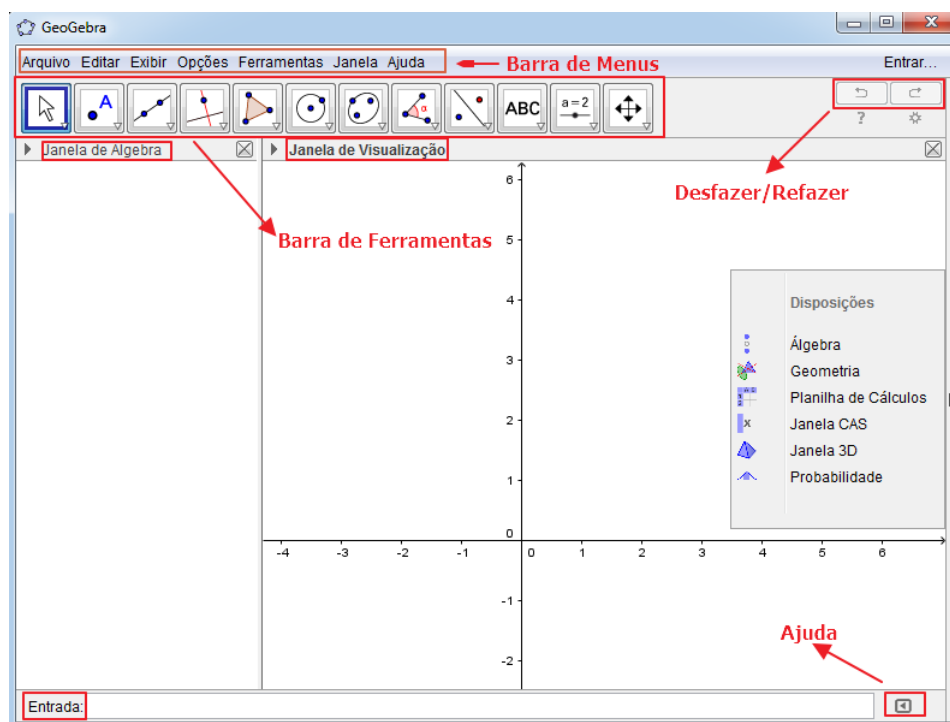 GeoGebra
Arquivo Editar Exibir Opções Ferramentas Janela Ajuda
Barra de Menus
Entrar...
A
α
ABC
a=2
?
Janela de Álgebra
Janela de Visualização
Desfazer/Refazer
Barra de Ferramentas
6
5
4
3
2
1
0
-1
-2
-4 -3 -2 -1 0 1 2 3 4 5 6
Disposições
Álgebra
Geometria
Planilha de Cálculos
x Janela CAS
Janela 3D
Probabilidade
Ajuda
Entrada: